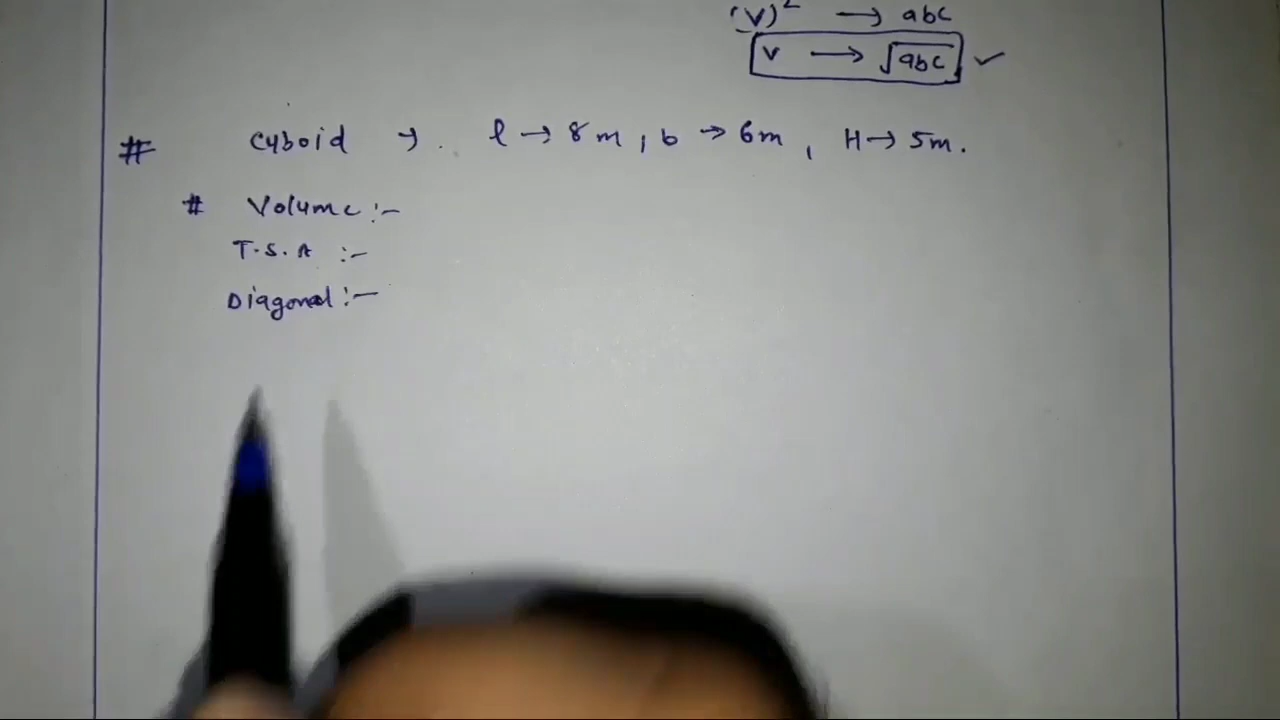 (v)² → abc
v → √abc ✓
# Cuboid → . l → 8m, b → 6m, H → 5m.
# Volume :-
T.S.A :-
Diagonal :-